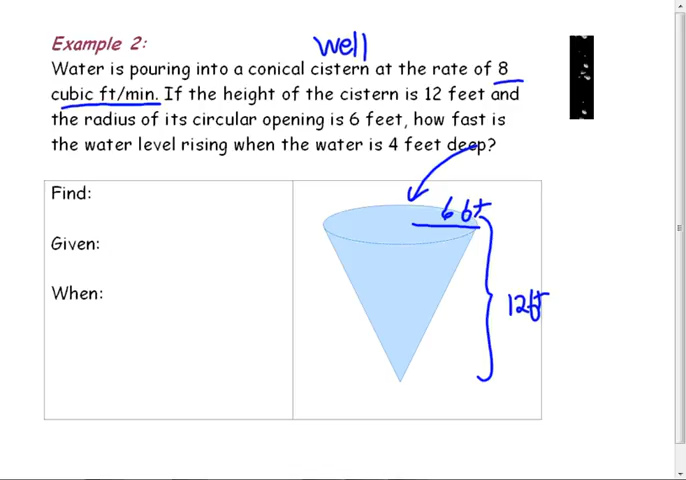 Example 2:
well
Water is pouring into a conical cistern at the rate of 8
cubic ft/min. If the height of the cistern is 12 feet and
the radius of its circular opening is 6 feet, how fast is
the water level rising when the water is 4 feet deep?
Find:
6 ft
Given:
When:
12ft